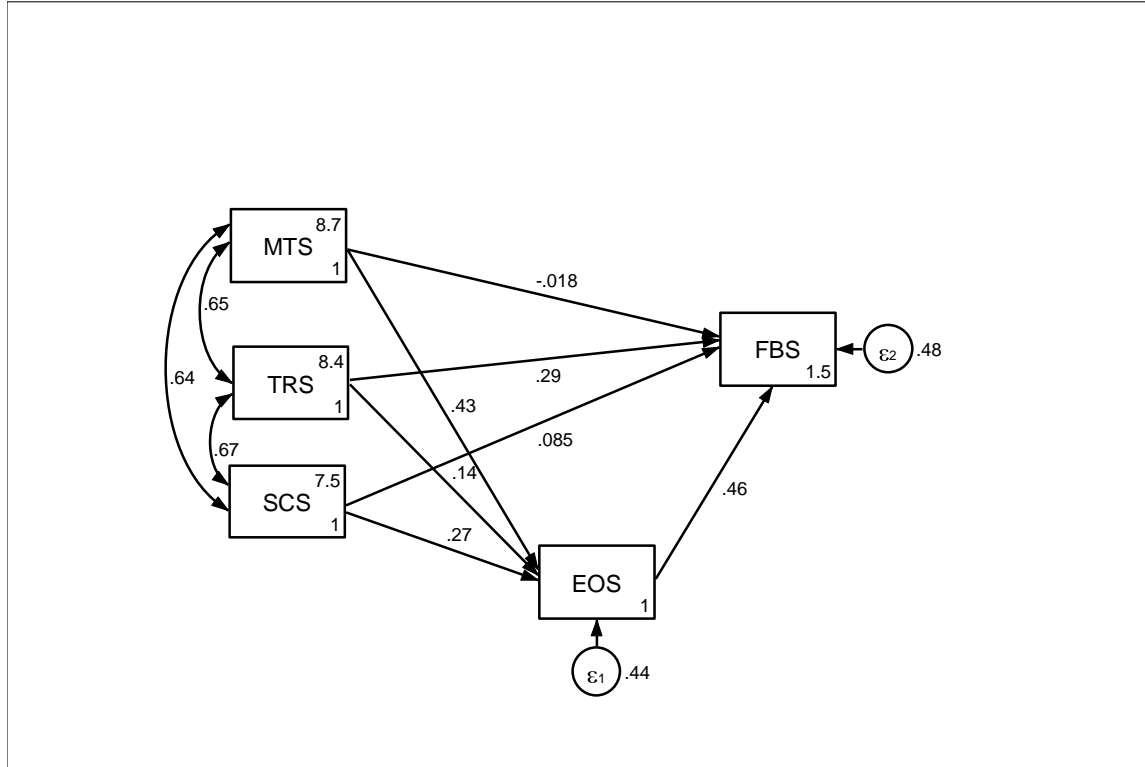 8.7
MTS
1
-.018
.65
FBS
1.5
ε2
.48
8.4
TRS
1
.29
.64
.43
.085
.67
.14
7.5
SCS
1
.46
.27
EOS
1
ε1
.44